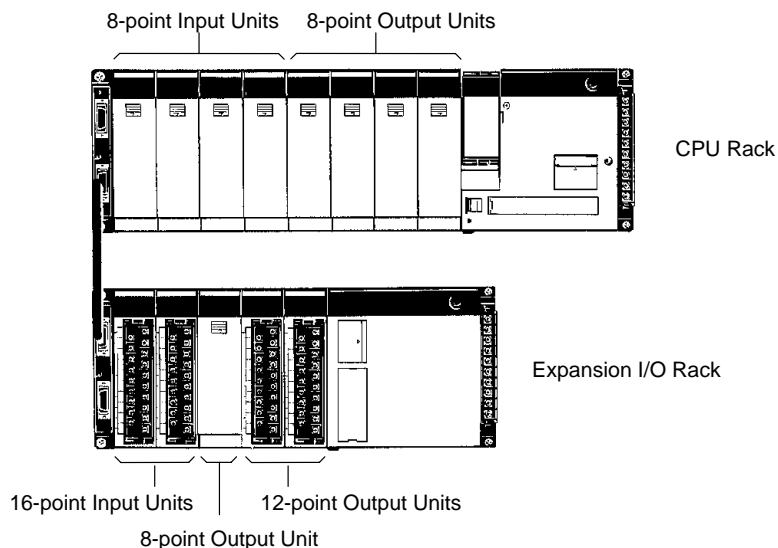 8-point Input Units
8-point Output Units
CPU Rack
Expansion I/O Rack
16-point Input Units
12-point Output Units
8-point Output Unit